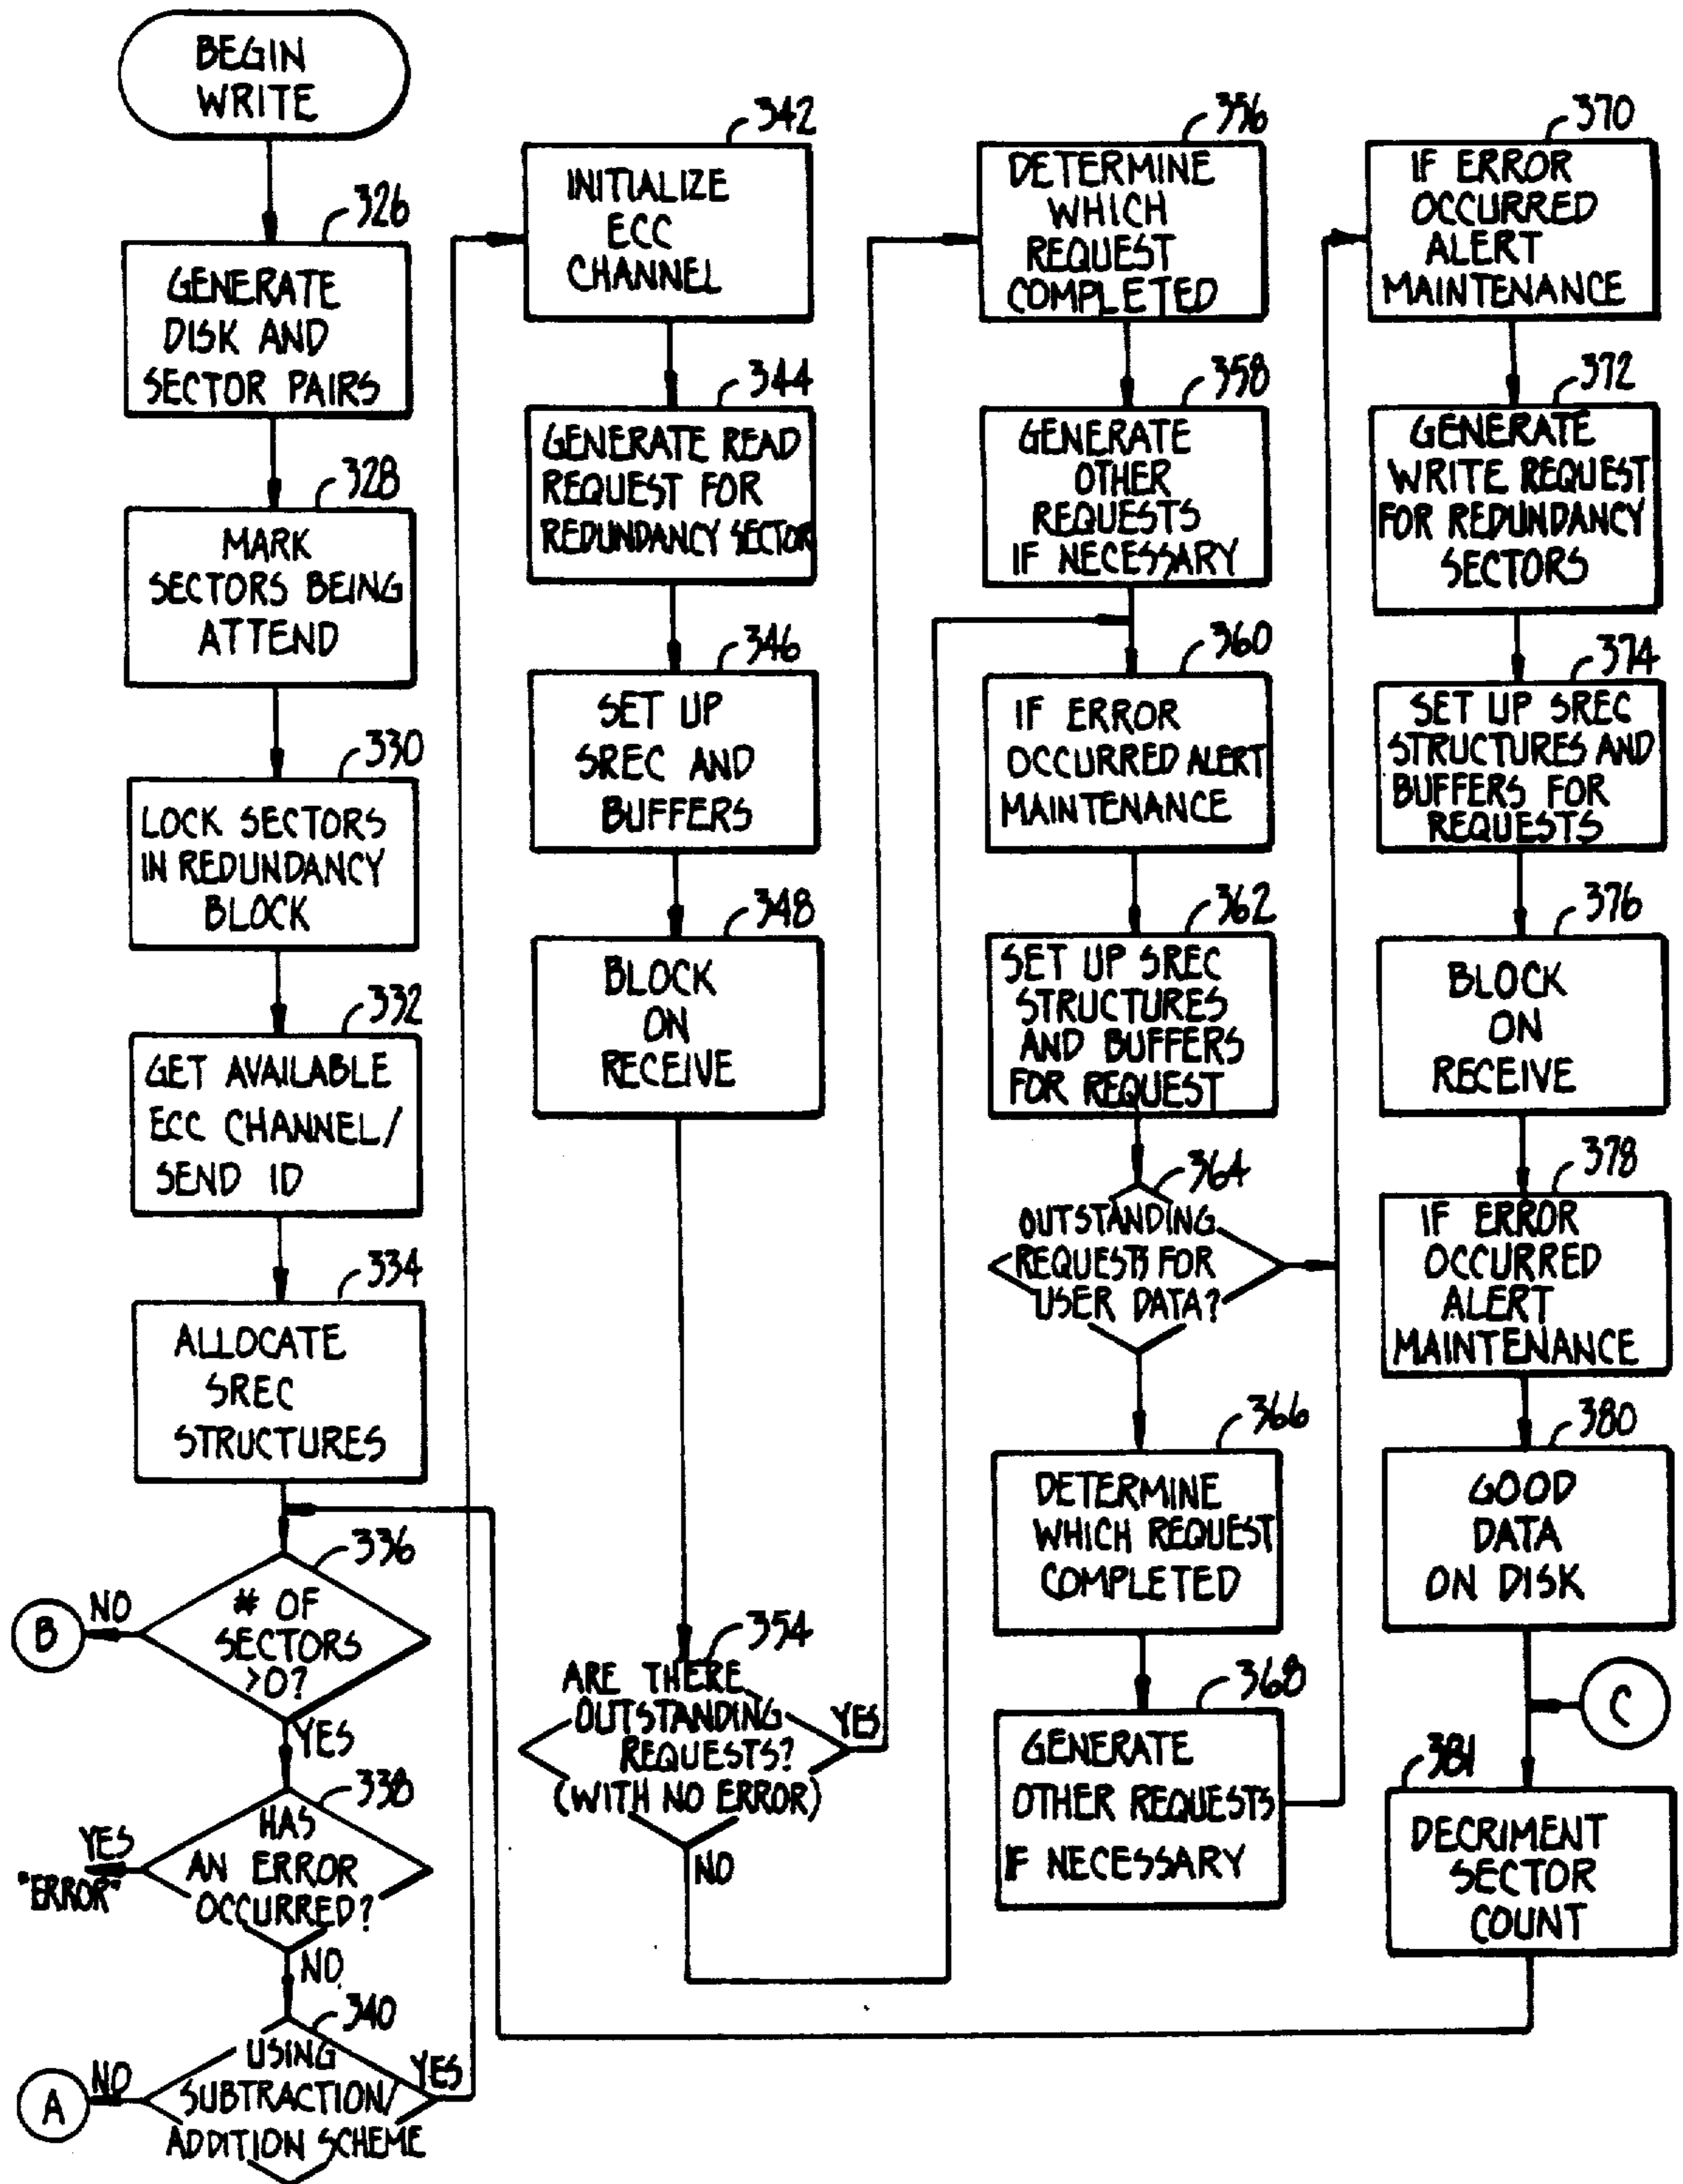 BEGIN
WRITE
326
GENERATE
DISK AND
SECTOR PAIRS
328
MARK
SECTORS BEING
ATTEND
330
LOCK SECTORS
IN REDUNDANCY
BLOCK
332
GET AVAILABLE
ECC CHANNEL/
SEND ID
334
ALLOCATE
SREC
STRUCTURES
336
# OF
SECTORS
>0?
NO
B
YES
338
HAS
AN ERROR
OCCURRED?
YES
"ERROR"
NO
340
USING
SUBTRACTION/
ADDITION SCHEME
NO
A
YES
342
INITIALIZE
ECC
CHANNEL
344
GENERATE READ
REQUEST FOR
REDUNDANCY SECTOR
346
SET UP
SREC AND
BUFFERS
348
BLOCK
ON
RECEIVE
354
ARE THERE
OUTSTANDING
REQUESTS?
(WITH NO ERROR)
YES
NO
356
DETERMINE
WHICH
REQUEST
COMPLETED
358
GENERATE
OTHER
REQUESTS
IF NECESSARY
360
IF ERROR
OCCURRED ALERT
MAINTENANCE
362
SET UP SREC
STRUCTURES
AND BUFFERS
FOR REQUEST
364
OUTSTANDING
REQUESTS FOR
USER DATA?
366
DETERMINE
WHICH REQUEST
COMPLETED
368
GENERATE
OTHER REQUESTS
IF NECESSARY
370
IF ERROR
OCCURRED
ALERT
MAINTENANCE
372
GENERATE
WRITE REQUEST
FOR REDUNDANCY
SECTORS
374
SET UP SREC
STRUCTURES AND
BUFFERS FOR
REQUESTS
376
BLOCK
ON
RECEIVE
378
IF ERROR
OCCURRED
ALERT
MAINTENANCE
380
GOOD
DATA
ON DISK
C
381
DECRIMENT
SECTOR
COUNT